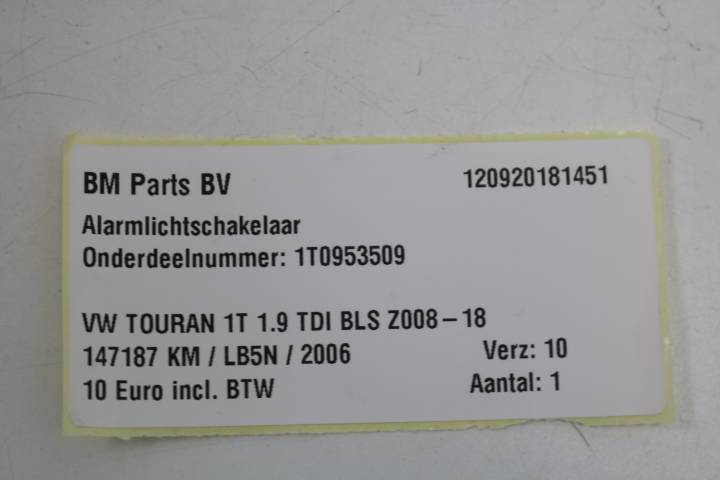 BM Parts BV 120920181451
Alarmlichtschakelaar
Onderdeelnummer: 1T0953509
VW TOURAN 1T 1.9 TDI BLS Z008-18
147187 KM / LB5N / 2006 Verz: 10
10 Euro incl. BTW Aantal: 1